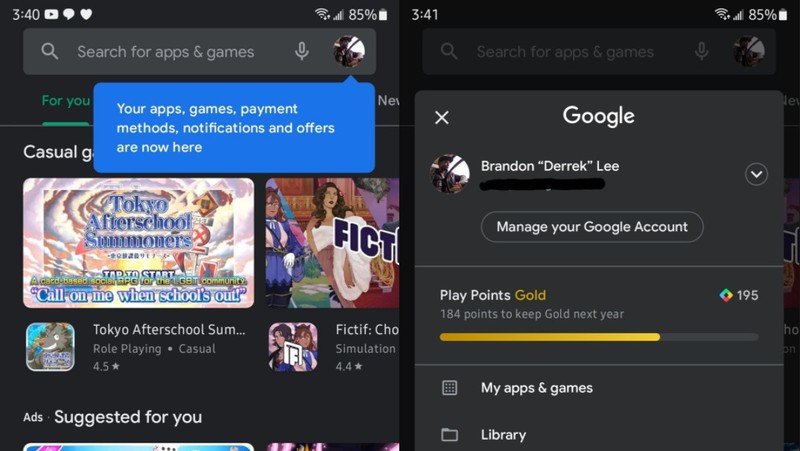 3:40
85%
Search for apps & games
For you
Your apps, games, payment
methods, notifications and offers
are now here
Casual ga
Tokyo
Afterschool
Summoners
TAP TO START
A card-based social RPG for the LGBT community.
"Call on me when school's out!"
FICTI
Tokyo Afterschool Sum...
Role Playing • Casual
4.5★
Fictif: Cho
Simulation
4.4★
Ads · Suggested for you
3:41
85%
Search for apps & games
New
Google
Brandon “Derrek” Lee
Manage your Google Account
Play Points Gold
195
184 points to keep Gold next year
My apps & games
Library